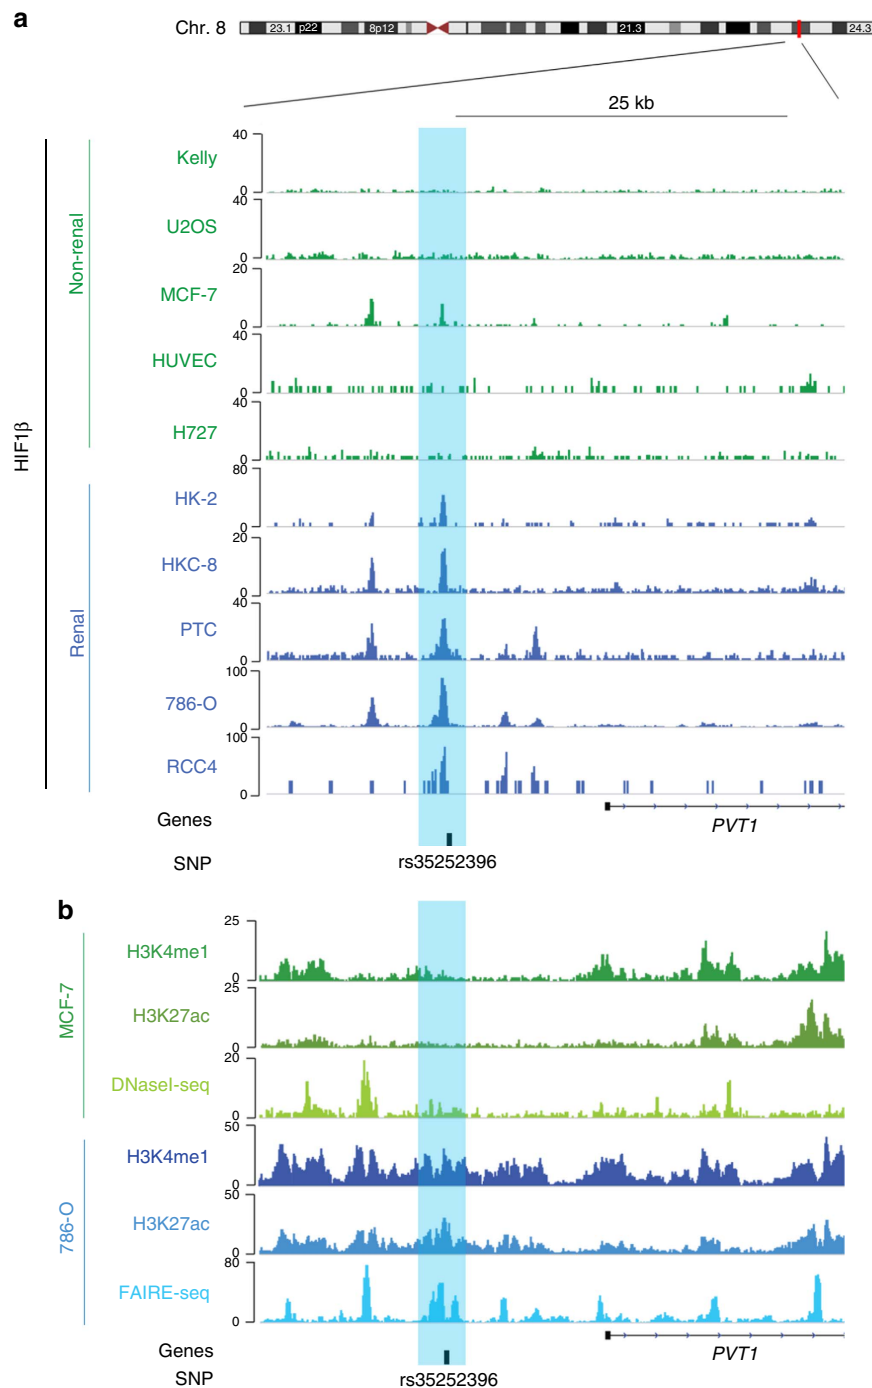 a
Chr. 8
23.1 p22 8p12 21.3 24.3
25 kb
HIF1β
Non-renal
Kelly
40
0
U2OS
40
0
MCF-7
20
0
HUVEC
40
0
H727
40
0
Renal
HK-2
80
0
HKC-8
20
0
PTC
40
0
786-O
100
0
RCC4
100
0
Genes
PVT1
SNP
rs35252396
b
MCF-7
H3K4me1
25
0
H3K27ac
25
0
DNaseI-seq
20
0
786-O
H3K4me1
50
0
H3K27ac
50
0
FAIRE-seq
80
0
Genes
PVT1
SNP
rs35252396